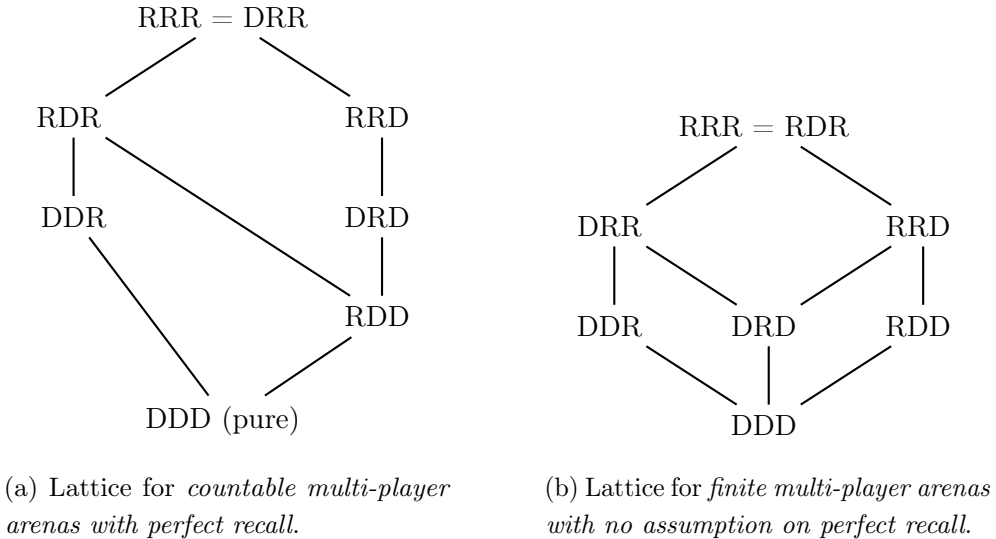 RRR = DRR
RDR
RRD
DDR
DRD
RDD
DDD (pure)
(a) Lattice for countable multi-player
arenas with perfect recall.
RRR = RDR
DRR
RRD
DDR
DRD
RDD
DDD
(b) Lattice for finite multi-player arenas
with no assumption on perfect recall.